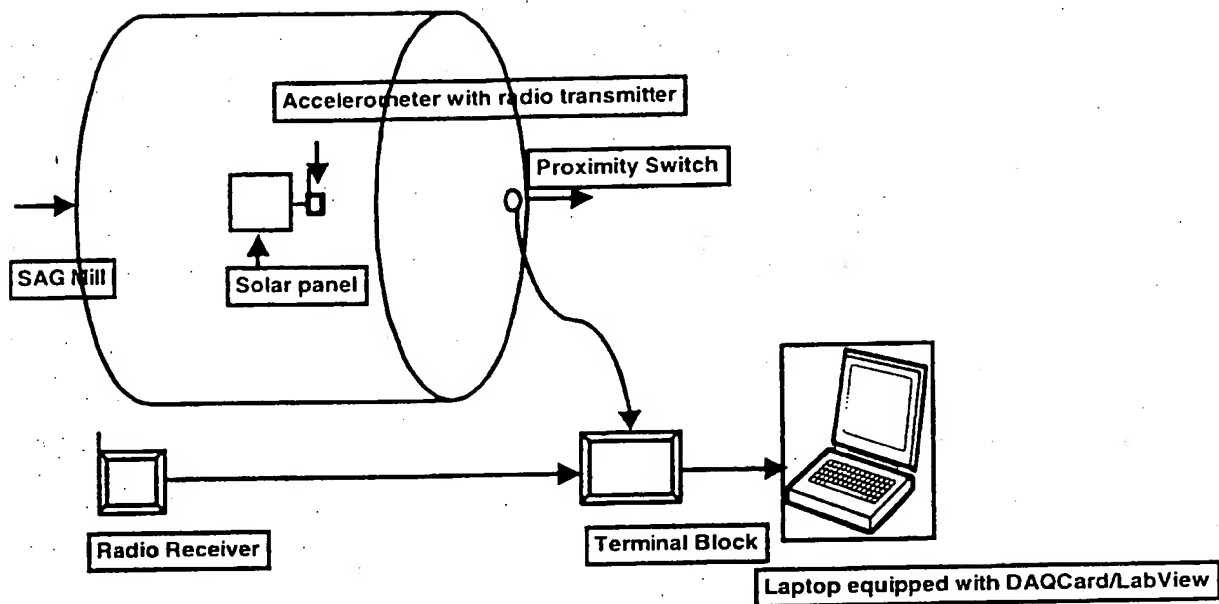 Accelerometer with radio transmitter
Proximity Switch
SAG Mill
Solar panel
Radio Receiver
Terminal Block
Laptop equipped with DAQCard/LabView